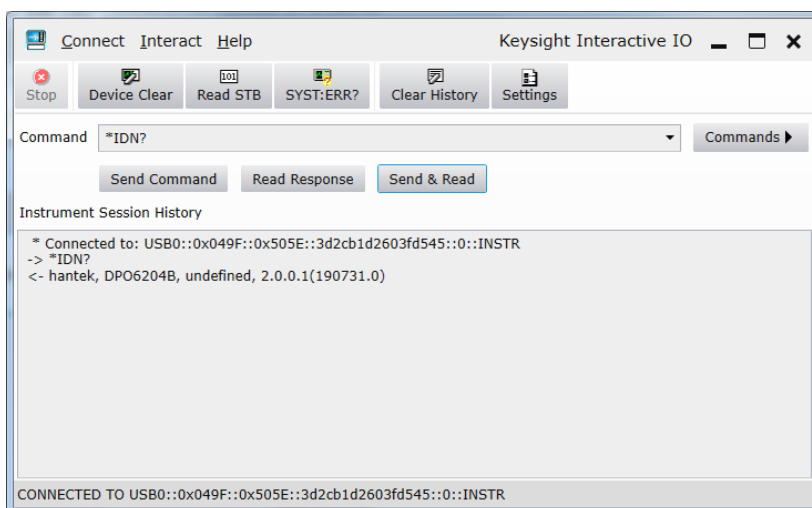 Connect Interact Help Keysight Interactive IO
Stop Device Clear Read STB SYST:ERR? Clear History Settings
Command *IDN? Commands
Send Command Read Response Send & Read
Instrument Session History
* Connected to: USB0::0x049F::0x505E::3d2cb1d2603fd545::0::INSTR
-> *IDN?
<- hantek, DPO6204B, undefined, 2.0.0.1(190731.0)
CONNECTED TO USB0::0x049F::0x505E::3d2cb1d2603fd545::0::INSTR